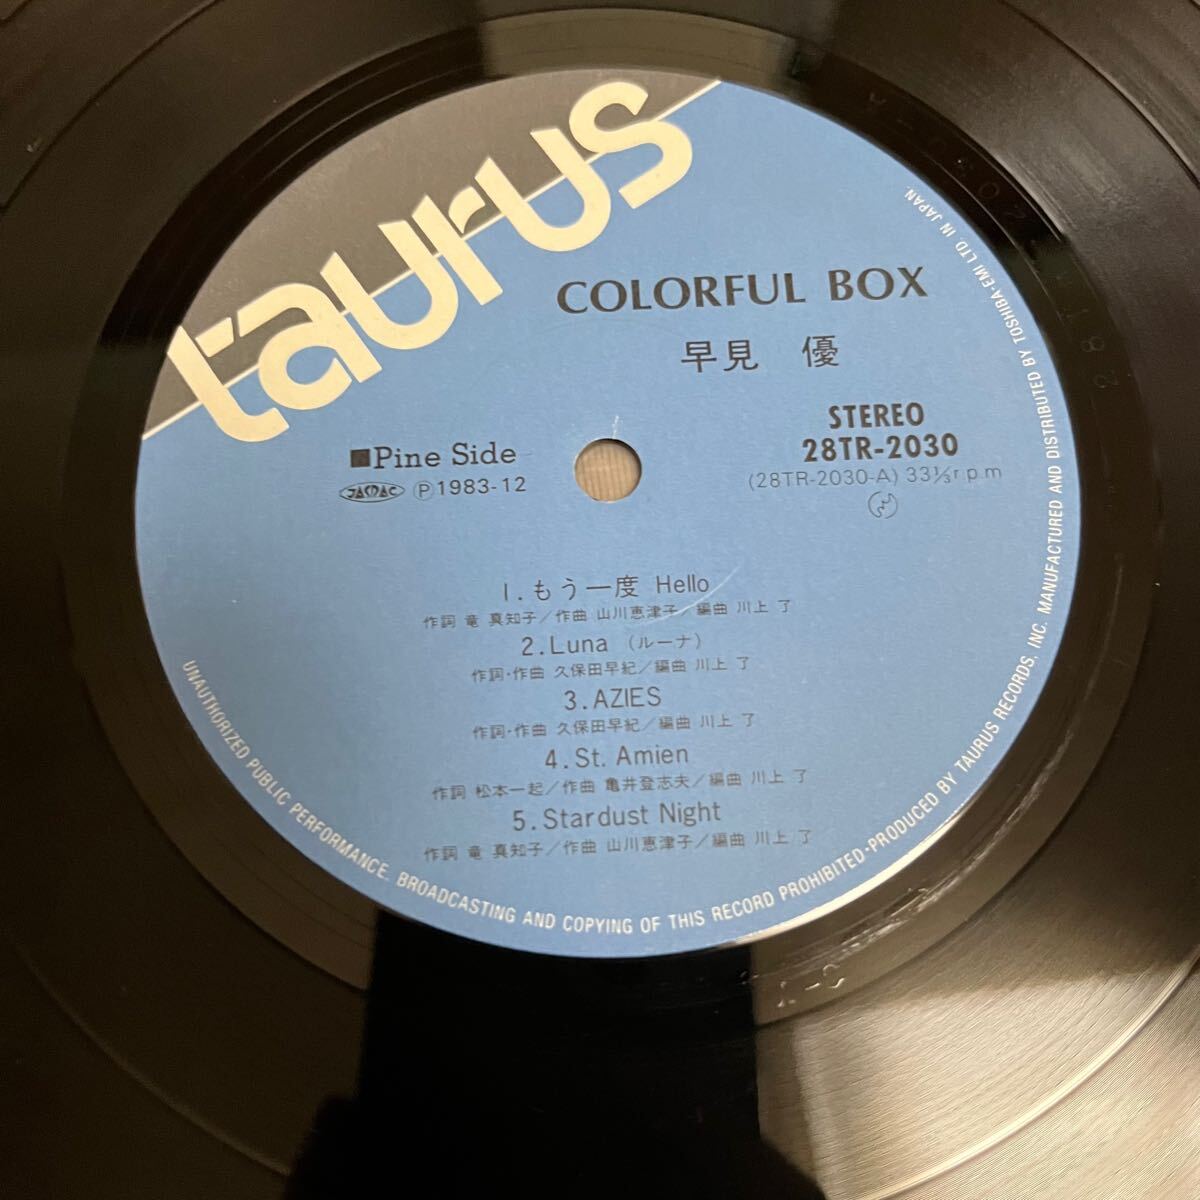 taurus
COLORFUL BOX
早見 優
STEREO
28TR-2030
(28TR-2030-A) 33⅓r.p.m
■Pine Side
JASRAC Ⓟ1983-12
1.もう一度 Hello
作詞 竜 真知子/作曲 山川恵津子/編曲 川上 了
2.Luna (ルーナ)
作詞・作曲 久保田早紀/編曲 川上 了
3.AZIES
作詞・作曲 久保田早紀/編曲 川上 了
4.St. Amien
作詞 松本一起/作曲 亀井登志夫/編曲 川上 了
5.Stardust Night
作詞 竜 真知子/作曲 山川恵津子/編曲 川上 了
UNAUTHORIZED PUBLIC PERFORMANCE. BROADCASTING AND COPYING OF THIS RECORD PROHIBITED-PRODUCED BY TAURUS RECORDS, INC. MANUFACTURED AND DISTRIBUTED BY TOSHIBA-EMI LTD IN JAPAN.